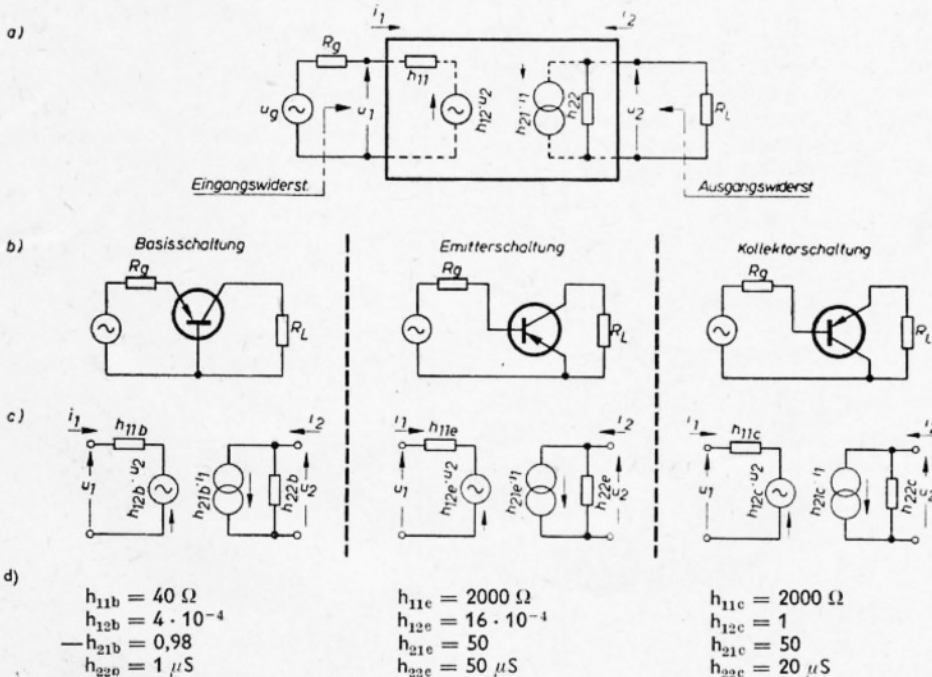 a)
i1
i2
Rg
h11
ug
u1
h12·u2
h21·i1
h22
u2
RL
Eingangswiderst.
Ausgangswiderst
b)
Basisschaltung
Emitterschaltung
Kollektorschaltung
Rg
RL
Rg
RL
Rg
RL
c)
i1
h11b
i2
u1
h12b·u2
h21b·i1
h22b
u2
i1
h11e
i2
u1
h12e·u2
h21e·i1
h22e
u2
i1
h11c
u1
h12c·u2
h21c·i1
h22c
d)
h11b = 40 Ω
h12b = 4 · 10⁻⁴
—h21b = 0,98
h22b = 1 µS
h11e = 2000 Ω
h12e = 16 · 10⁻⁴
h21e = 50
h22e = 50 µS
h11c = 2000 Ω
h12c = 1
h21c = 50
h22c = 20 µS